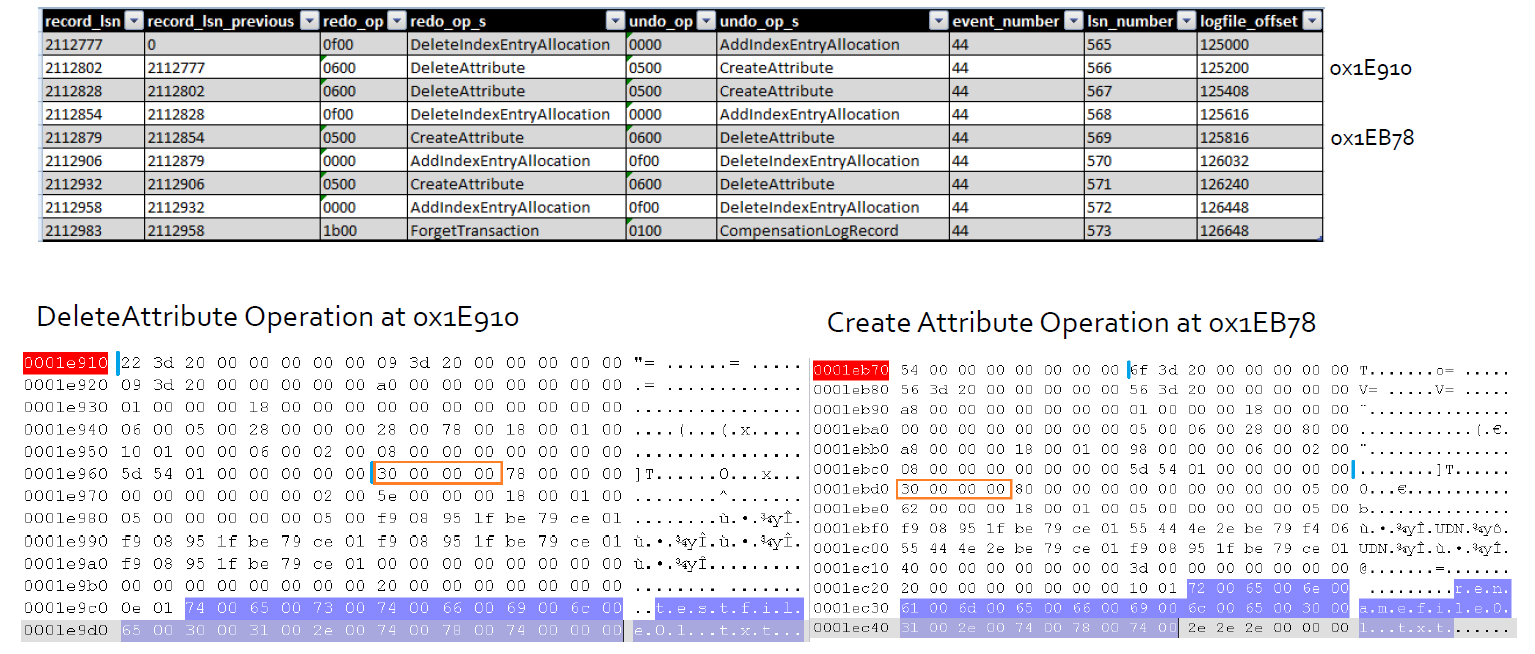 record_lsn record_lsn_previous redo_op redo_op_s undo_op undo_op_s event_number lsn_number logfile_offset
2112777 0 0f00 DeleteIndexEntryAllocation 0000 AddIndexEntryAllocation 44 565 125000
2112802 2112777 0600 DeleteAttribute 0500 CreateAttribute 44 566 125200 0x1E910
2112828 2112802 0600 DeleteAttribute 0500 CreateAttribute 44 567 125408
2112854 2112828 0f00 DeleteIndexEntryAllocation 0000 AddIndexEntryAllocation 44 568 125616
2112879 2112854 0500 CreateAttribute 0600 DeleteAttribute 44 569 125816 0x1EB78
2112906 2112879 0000 AddIndexEntryAllocation 0f00 DeleteIndexEntryAllocation 44 570 126032
2112932 2112906 0500 CreateAttribute 0600 DeleteAttribute 44 571 126240
2112958 2112932 0000 AddIndexEntryAllocation 0f00 DeleteIndexEntryAllocation 44 572 126448
2112983 2112958 1b00 ForgetTransaction 0100 CompensationLogRecord 44 573 126648
DeleteAttribute Operation at 0x1E910
0001e910 22 3d 20 00 00 00 00 00 09 3d 20 00 00 00 00 00 "= ......= .....
0001e920 09 3d 20 00 00 00 00 00 a0 00 00 00 00 00 00 00 .= .............
0001e930 01 00 00 00 18 00 00 00 00 00 00 00 00 00 00 00 ................
0001e940 06 00 05 00 28 00 00 00 28 00 78 00 18 00 01 00 ....(...(.x.....
0001e950 10 01 00 00 06 00 02 00 08 00 00 00 00 00 00 00 ................
0001e960 5d 54 01 00 00 00 00 00 30 00 00 00 78 00 00 00 ]T......0...x...
0001e970 00 00 00 00 00 00 02 00 5e 00 00 00 18 00 01 00 ........^.......
0001e980 05 00 00 00 00 00 05 00 f9 08 95 1f be 79 ce 01 ........ù.•.¾yÎ.
0001e990 f9 08 95 1f be 79 ce 01 f9 08 95 1f be 79 ce 01 ù.•.¾yÎ.ù.•.¾yÎ.
0001e9a0 f9 08 95 1f be 79 ce 01 00 00 00 00 00 00 00 00 ù.•.¾yÎ.........
0001e9b0 00 00 00 00 00 00 00 00 20 00 00 00 00 00 00 00 ........ .......
0001e9c0 0e 01 74 00 65 00 73 00 74 00 66 00 69 00 6c 00 ..t.e.s.t.f.i.l.
0001e9d0 65 00 30 00 31 00 2e 00 74 00 78 00 74 00 00 00 e.0.1...t.x.t...
Create Attribute Operation at 0x1EB78
0001eb70 54 00 00 00 00 00 00 00 6f 3d 20 00 00 00 00 00 T.......o= .....
0001eb80 56 3d 20 00 00 00 00 00 56 3d 20 00 00 00 00 00 V= .....V= .....
0001eb90 a8 00 00 00 00 00 00 00 01 00 00 00 18 00 00 00 ¨...............
0001eba0 00 00 00 00 00 00 00 00 05 00 06 00 28 00 80 00 ............(.€.
0001ebb0 a8 00 00 00 18 00 01 00 98 00 00 00 06 00 02 00 ¨...............
0001ebc0 08 00 00 00 00 00 00 00 5d 54 01 00 00 00 00 00 ........]T......
0001ebd0 30 00 00 00 80 00 00 00 00 00 00 00 00 00 05 00 0...€...........
0001ebe0 62 00 00 00 18 00 01 00 05 00 00 00 00 00 05 00 b...............
0001ebf0 f9 08 95 1f be 79 ce 01 55 44 4e 2e be 79 f4 06 ù.•.¾yÎ.UDN.¾yô.
0001ec00 55 44 4e 2e be 79 ce 01 f9 08 95 1f be 79 ce 01 UDN.¾yÎ.ù.•.¾yÎ.
0001ec10 40 00 00 00 00 00 00 00 3d 00 00 00 00 00 00 00 @.......=.......
0001ec20 20 00 00 00 00 00 00 00 10 01 72 00 65 00 6e 00 .........r.e.n.
0001ec30 61 00 6d 00 65 00 66 00 69 00 6c 00 65 00 30 00 a.m.e.f.i.l.e.0.
0001ec40 31 00 2e 00 74 00 78 00 74 00 2e 2e 2e 00 00 00 1...t.x.t.......